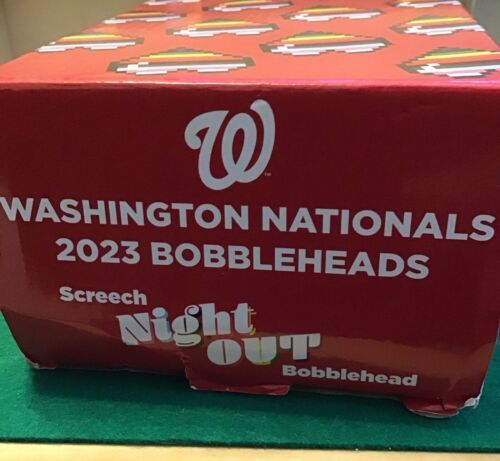 W
WASHINGTON NATIONALS
2023 BOBBLEHEADS
Screech
Night
OUT
Bobblehead